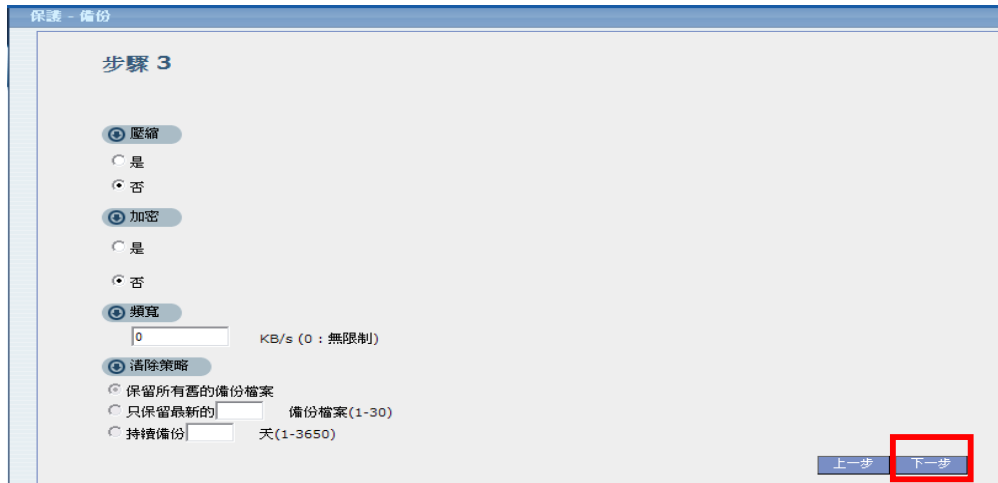 保護 - 備份
步驟 3
壓縮
是
否
加密
是
否
頻寬
0 KB/s (0 : 無限制)
清除策略
保留所有舊的備份檔案
只保留最新的 備份檔案(1-30)
持續備份 天(1-3650)
上一步 下一步